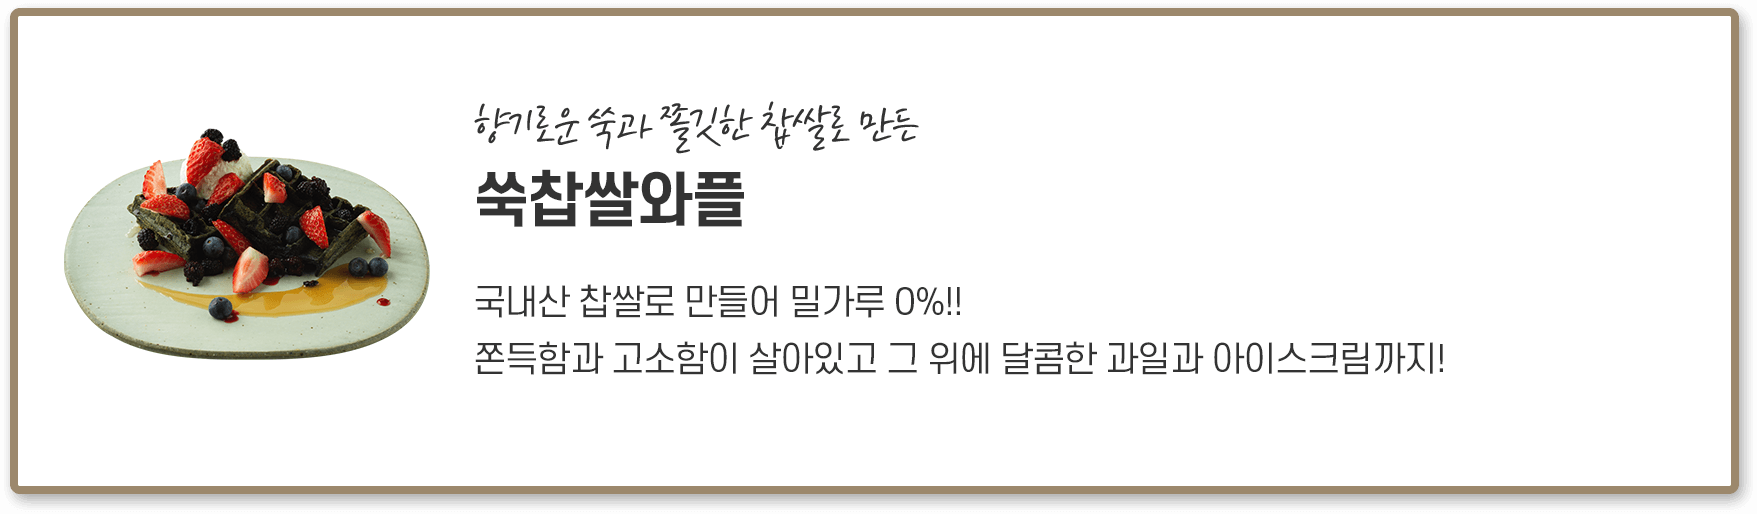 향기로운 쑥과 쫄깃한 찹쌀로 만든
쑥찹쌀와플
국내산 찹쌀로 만들어 밀가루 0%!!
쫀득함과 고소함이 살아있고 그 위에 달콤한 과일과 아이스크림까지!